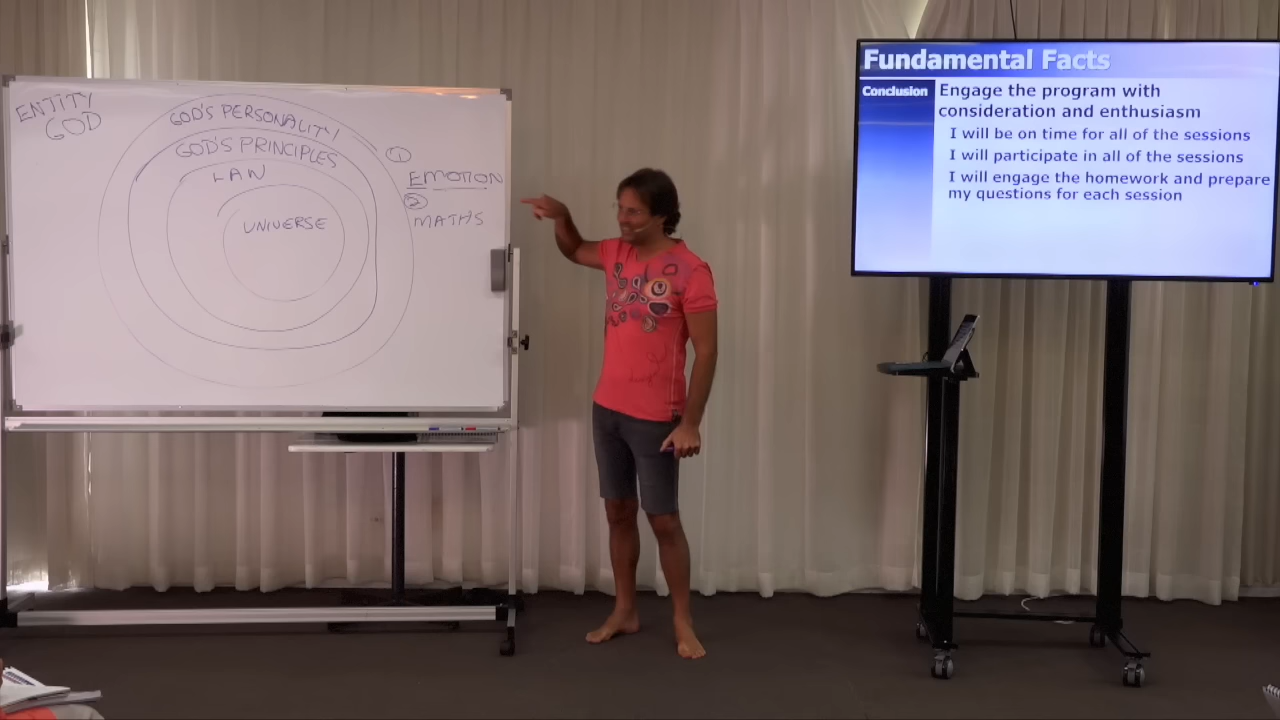 ENTITY
GOD
GOD'S PERSONALITY
GOD'S PRINCIPLES
LAW
UNIVERSE
1
EMOTION
2
MATHS
Fundamental Facts
Conclusion
Engage the program with
consideration and enthusiasm
I will be on time for all of the sessions
I will participate in all of the sessions
I will engage the homework and prepare
my questions for each session